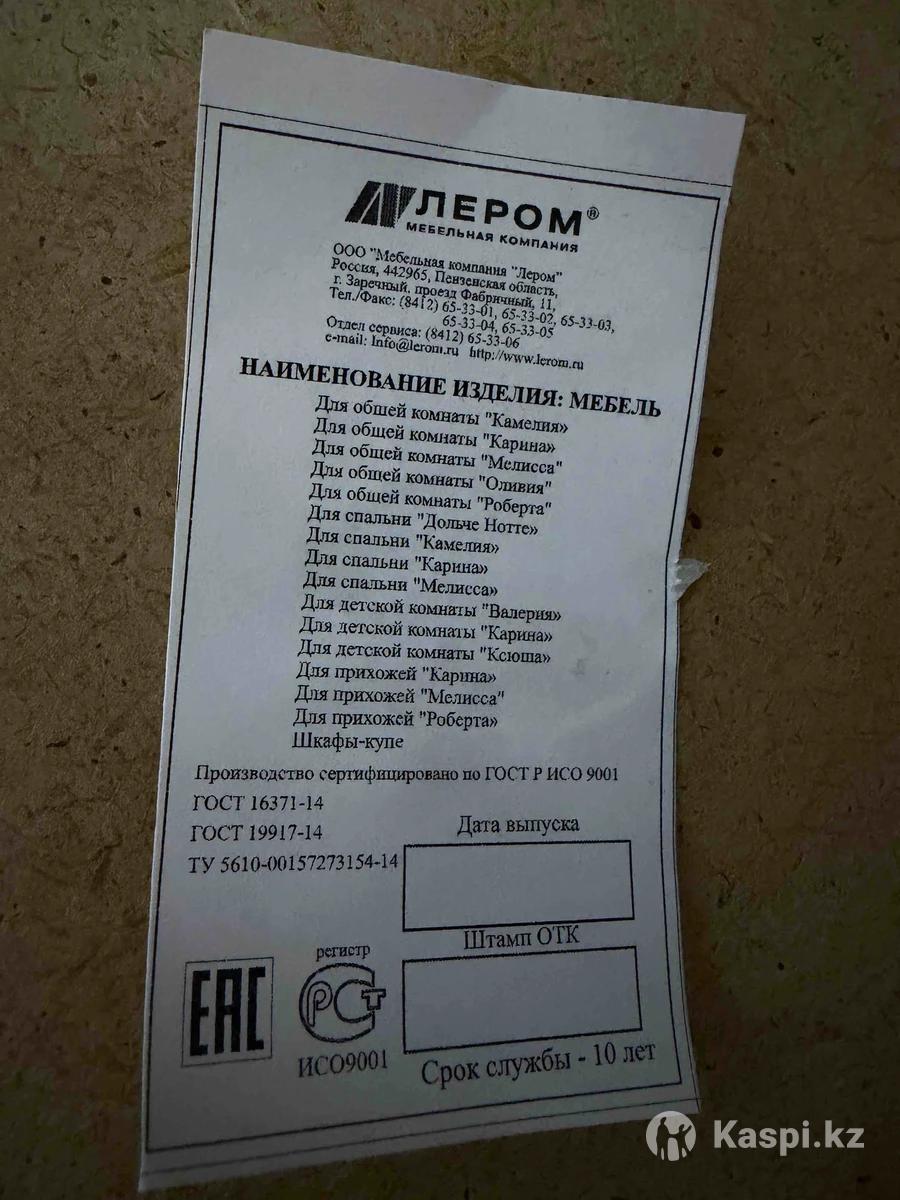 ЛЕРОМ®
МЕБЕЛЬНАЯ КОМПАНИЯ
ООО "Мебельная компания "Лером"
Россия, 442965, Пензенская область,
г. Заречный, проезд Фабричный, 11,
Тел./Факс: (8412) 65-33-01, 65-33-02, 65-33-03,
65-33-04, 65-33-05
Отдел сервиса: (8412) 65-33-06
e-mail: Info@lerom.ru http://www.lerom.ru
НАИМЕНОВАНИЕ ИЗДЕЛИЯ: МЕБЕЛЬ
Для общей комнаты "Камелия»
Для общей комнаты "Карина»
Для общей комнаты "Мелисса"
Для общей комнаты "Оливия"
Для общей комнаты "Роберта"
Для спальни "Дольче Нотте»
Для спальни "Камелия»
Для спальни "Карина»
Для спальни "Мелисса»
Для детской комнаты "Валерия»
Для детской комнаты "Карина»
Для детской комнаты "Ксюша»
Для прихожей "Карина»
Для прихожей "Мелисса"
Для прихожей "Роберта»
Шкафы-купе
Производство сертифицировано по ГОСТ Р ИСО 9001
ГОСТ 16371-14
ГОСТ 19917-14
ТУ 5610-00157273154-14
Дата выпуска
Штамп ОТК
регистр
EAC
РСТ
ИСО9001
Срок службы - 10 лет
Kaspi.kz